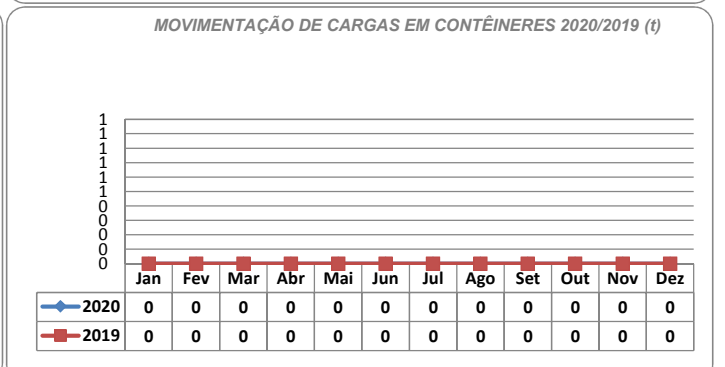 MOVIMENTAÇÃO DE CARGAS EM CONTÊINERES 2020/2019 (t)
1
1
1
1
1
1
0
0
0
0
0
Jan Fev Mar Abr Mai Jun Jul Ago Set Out Nov Dez
2020 0 0 0 0 0 0 0 0 0 0 0 0
2019 0 0 0 0 0 0 0 0 0 0 0 0